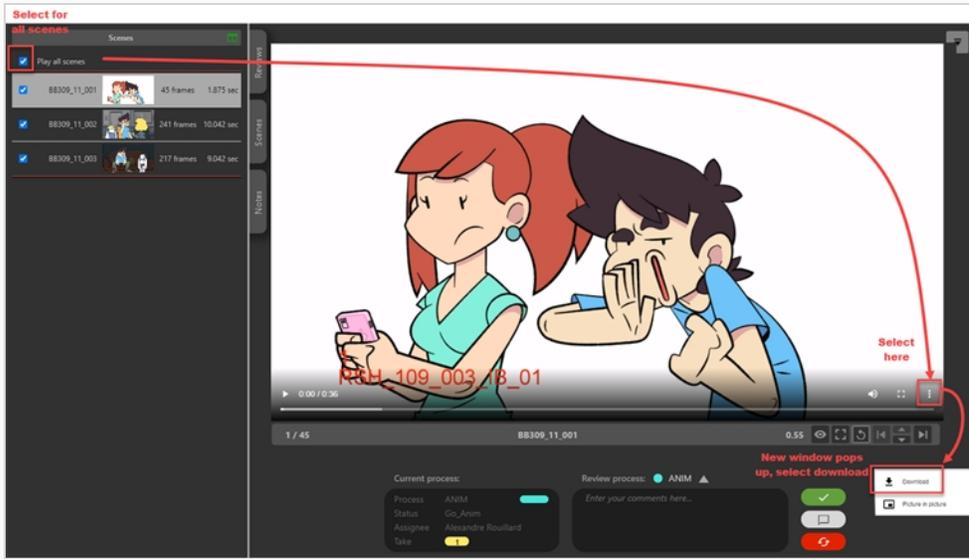 Select for
all scenes
Scenes
Play all scenes
BB309_11_001 45 frames 1.875 sec
BB309_11_002 241 frames 10.042 sec
BB309_11_003 217 frames 9.042 sec
Reviews
Scenes
Notes
Select
here
RSH_109_003_IB_01
0:00 / 0:36
1 / 45 BB309_11_001 0.55
New window pops
up, select download
Download
Picture in picture
Current process:
Process ANIM
Status Go_Anim
Assignee Alexandre Rouillard
Take 1
Review process: ANIM
Enter your comments here...